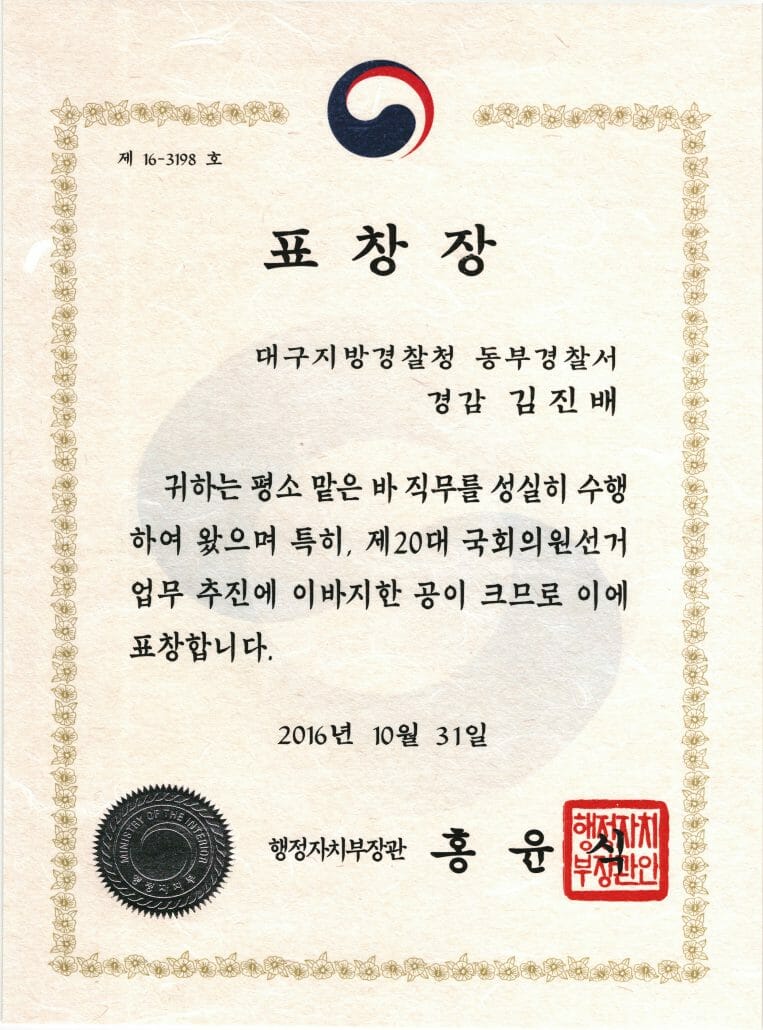 제 16-3198 호
표창장
대구지방경찰청 동부경찰서
경감 김진배
귀하는 평소 맡은 바 직무를 성실히 수행
하여 왔으며 특히, 제20대 국회의원선거
업무 추진에 이바지한 공이 크므로 이에
표창합니다.
2016년 10월 31일
MINISTRY OF THE INTERIOR
행정자치부
행정자치부장관 홍윤식
행정자치
부장관인